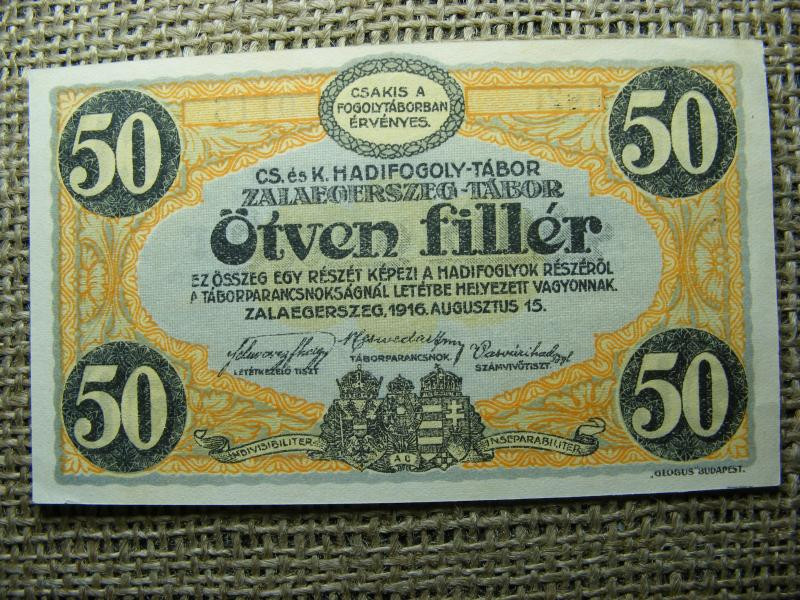 CSAKIS A
FOGOLYTÁBORBAN
ÉRVÉNYES.
50 50
CS. és K. HADIFOGOLY-TÁBOR
ZALAEGERSZEG-TÁBOR
Ötven fillér
EZ ÖSSZEG EGY RÉSZÉT KÉPEZI A HADIFOGLYOK RÉSZÉRŐL
A TÁBORPARANCSNOKSÁGNÁL LETÉTBE HELYEZETT VAGYONNAK.
ZALAEGERSZEG, 1916. AUGUSZTUS 15.
LETÉTKEZELŐ TISZT TÁBORPARANCSNOK. SZÁMVIVŐTISZT.
50 50
INDIVISIBILITER AC INSEPARABILITER
„GLOBUS” BUDAPEST.